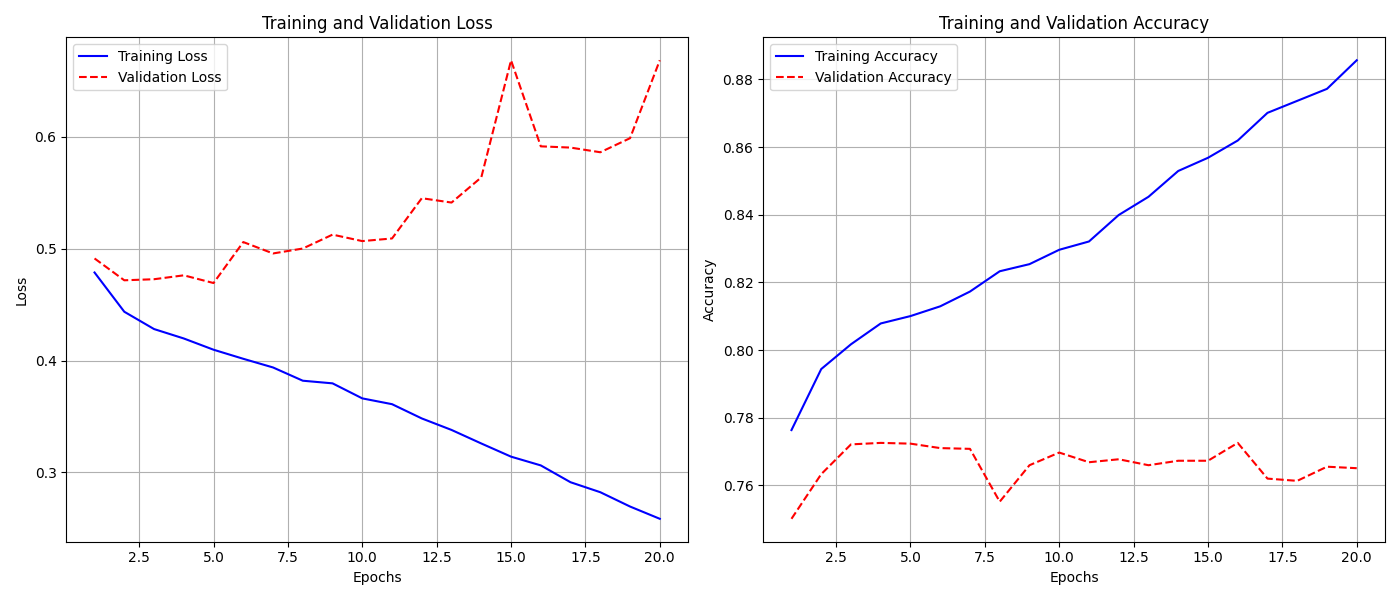 Training and Validation Loss
Training Loss
Validation Loss
0.6
0.5
0.4
0.3
Loss
2.5 5.0 7.5 10.0 12.5 15.0 17.5 20.0
Epochs
Training and Validation Accuracy
Training Accuracy
Validation Accuracy
0.88
0.86
0.84
0.82
0.80
0.78
0.76
Accuracy
2.5 5.0 7.5 10.0 12.5 15.0 17.5 20.0
Epochs